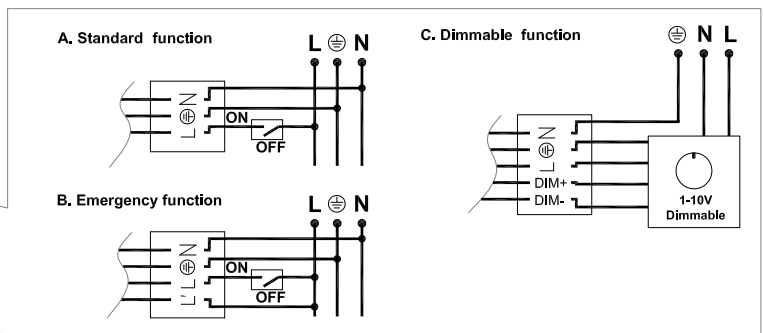 A. Standard function
L ⏚ N
N
⏚
L
ON
OFF
B. Emergency function
L ⏚ N
N
⏚
L
L'
ON
OFF
C. Dimmable function
⏚ N L
N
⏚
L
DIM+
DIM-
1-10V
Dimmable